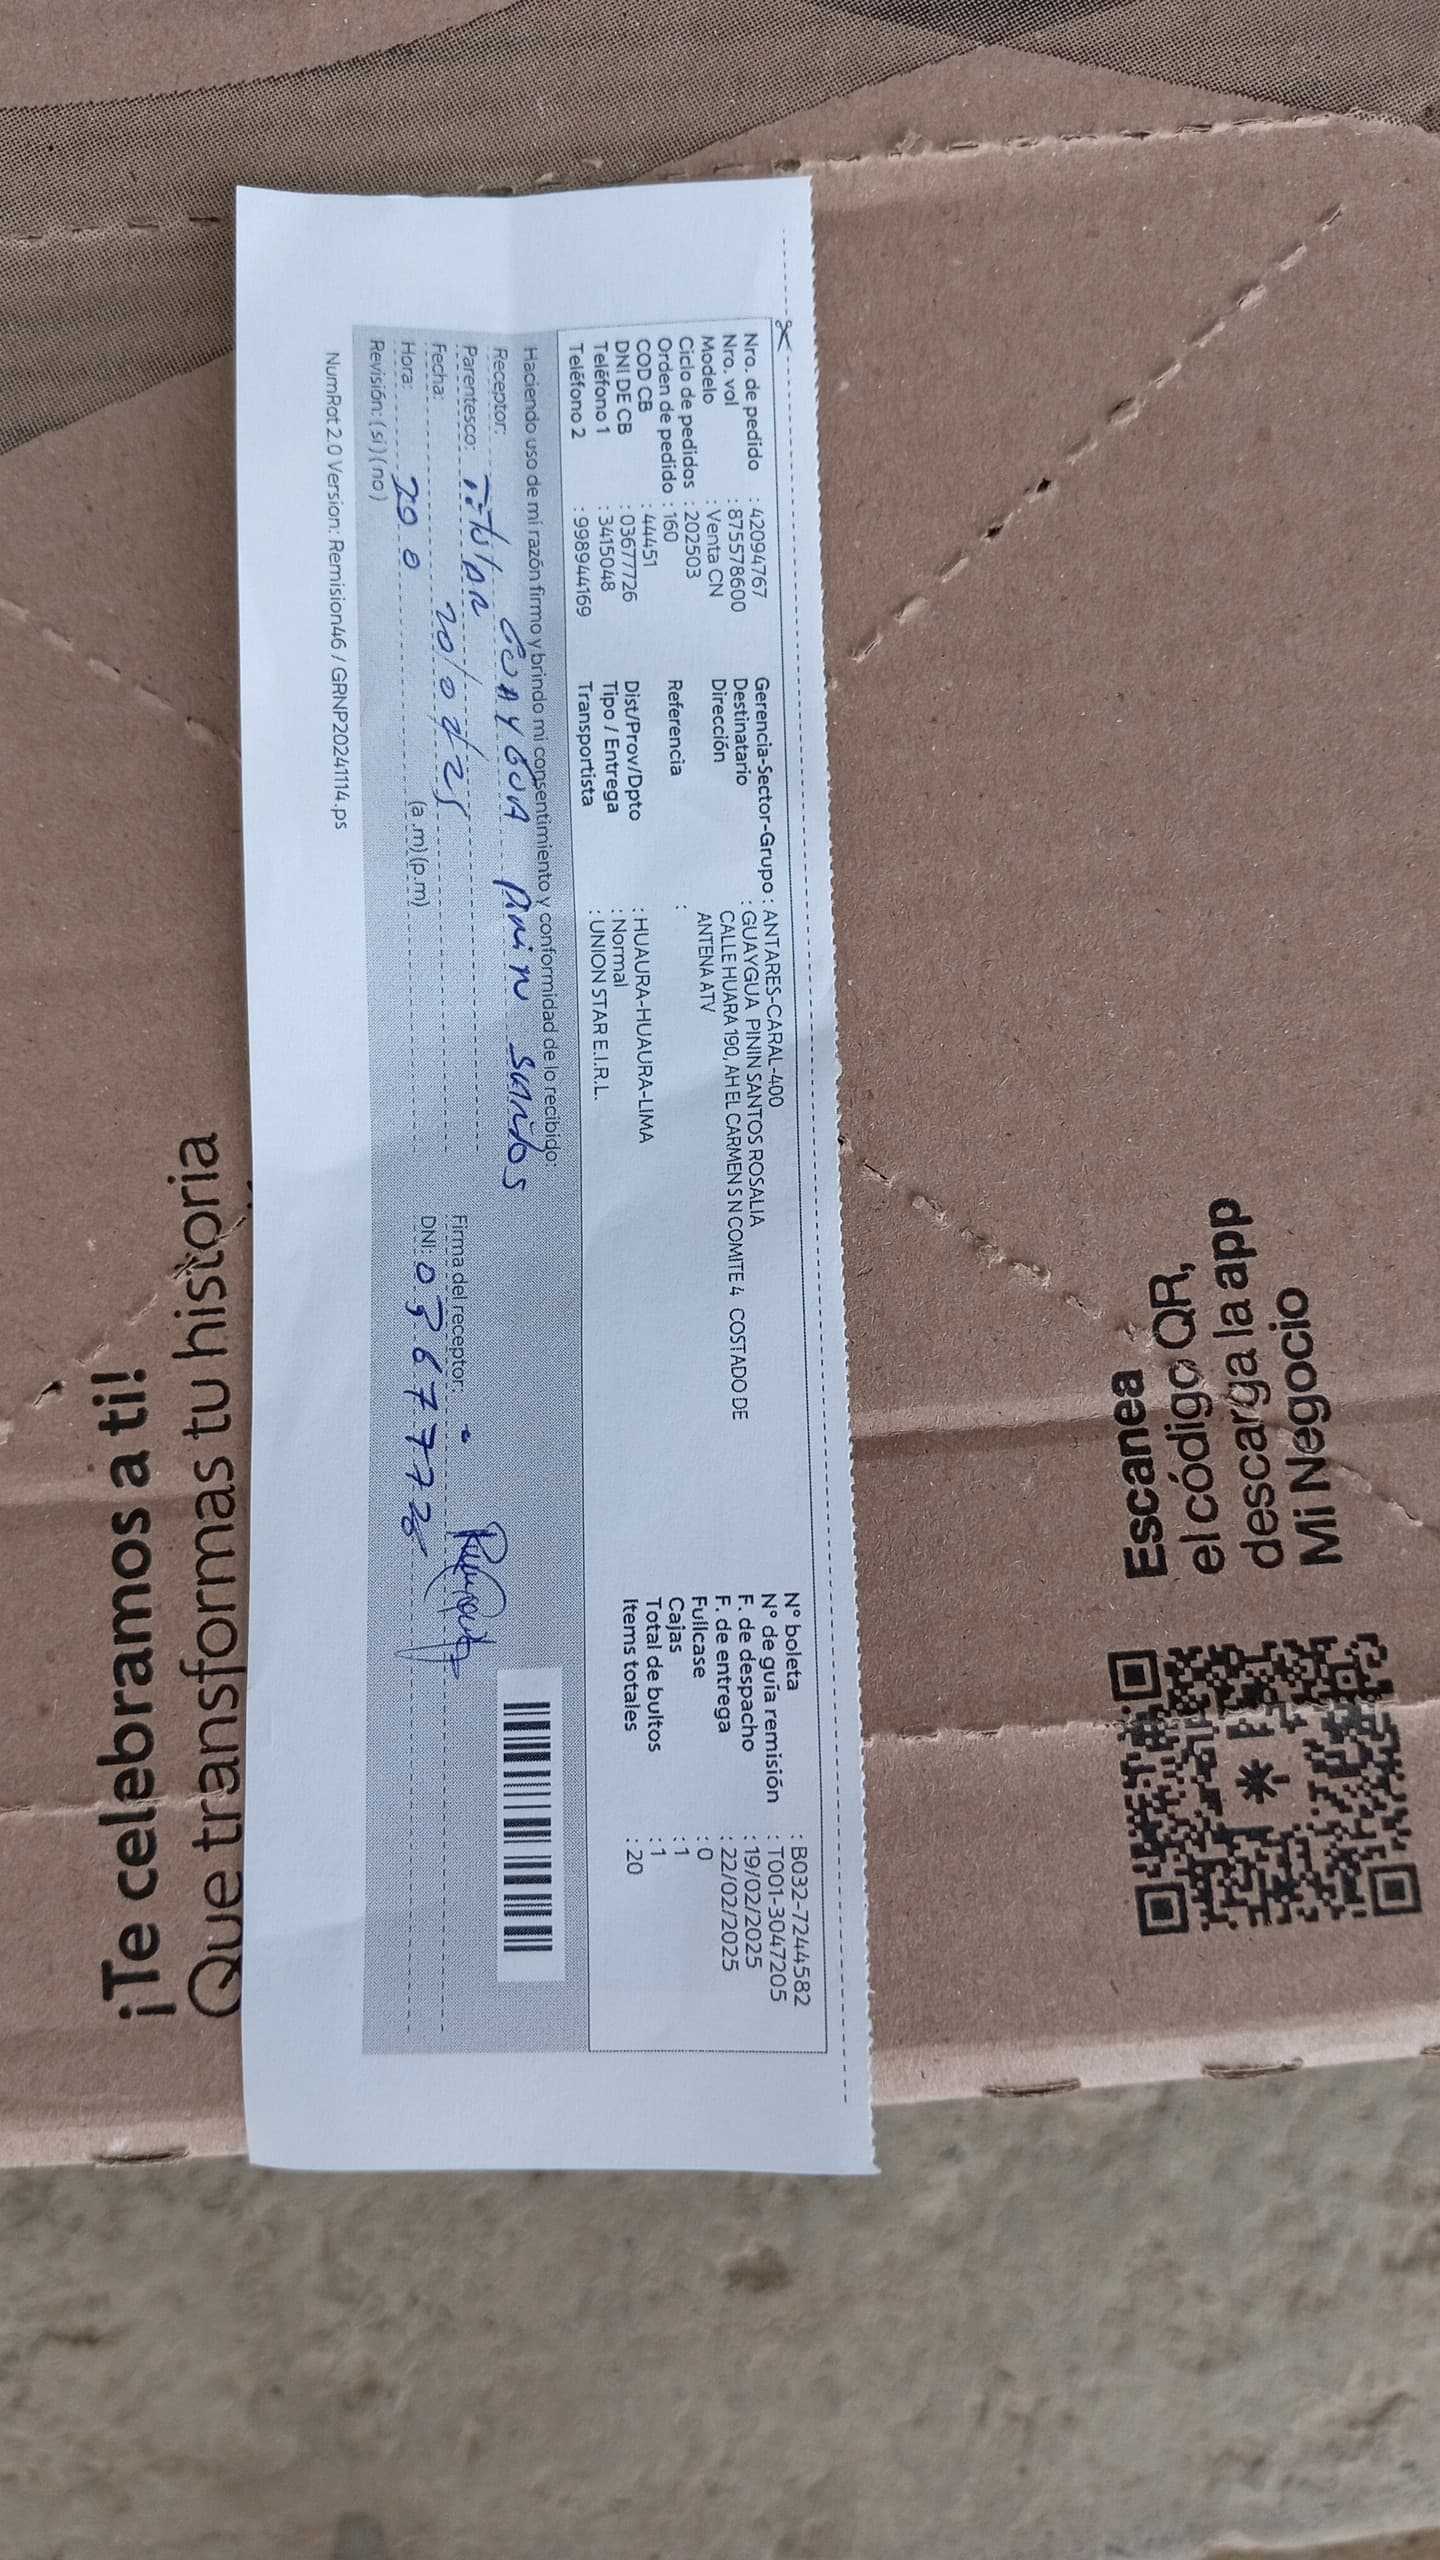 Nro. de pedido : 42094767
Nro. vol : 875578600
Modelo : Venta CN
Ciclo de pedidos : 202503
Orden de pedido : 160
COD CB : 44451
DNI DE CB : 03677726
Teléfono 1 : 3415048
Teléfono 2 : 998944169
Gerencia-Sector-Grupo : ANTARES-CARAL-400
Destinatario : GUAYGUA PININ SANTOS ROSALIA
Dirección CALLE HUARA 190, AH EL CARMEN S N COMITE 4 COSTADO DE
ANTENA ATV
Referencia :
Dist/Prov/Dpto : HUAURA-HUAURA-LIMA
Tipo / Entrega : Normal
Transportista : UNION STAR E.I.R.L.
N° boleta : B032-7244582
N° de guía remisión : T001-3047205
F. de despacho : 19/02/2025
F. de entrega : 22/02/2025
Fullcase : 0
Cajas : 1
Total de bultos : 1
Items totales : 20
Haciendo uso de mi razón firmo y brindo mi consentimiento y conformidad de lo recibido:
Receptor: GUAYGUA PININ SANTOS
Parentesco: TITULAR
Fecha:
Hora: (a.m) (p.m)
Revisión: (si) (no)
Firma del receptor:
DNI: 03677726
NumRot 2.0 Version: Remision46 / GRNP20241114.ps
Escanea
el código QR,
descarga la app
Mi Negocio
¡Te celebramos a ti!
Que transformas tu historia